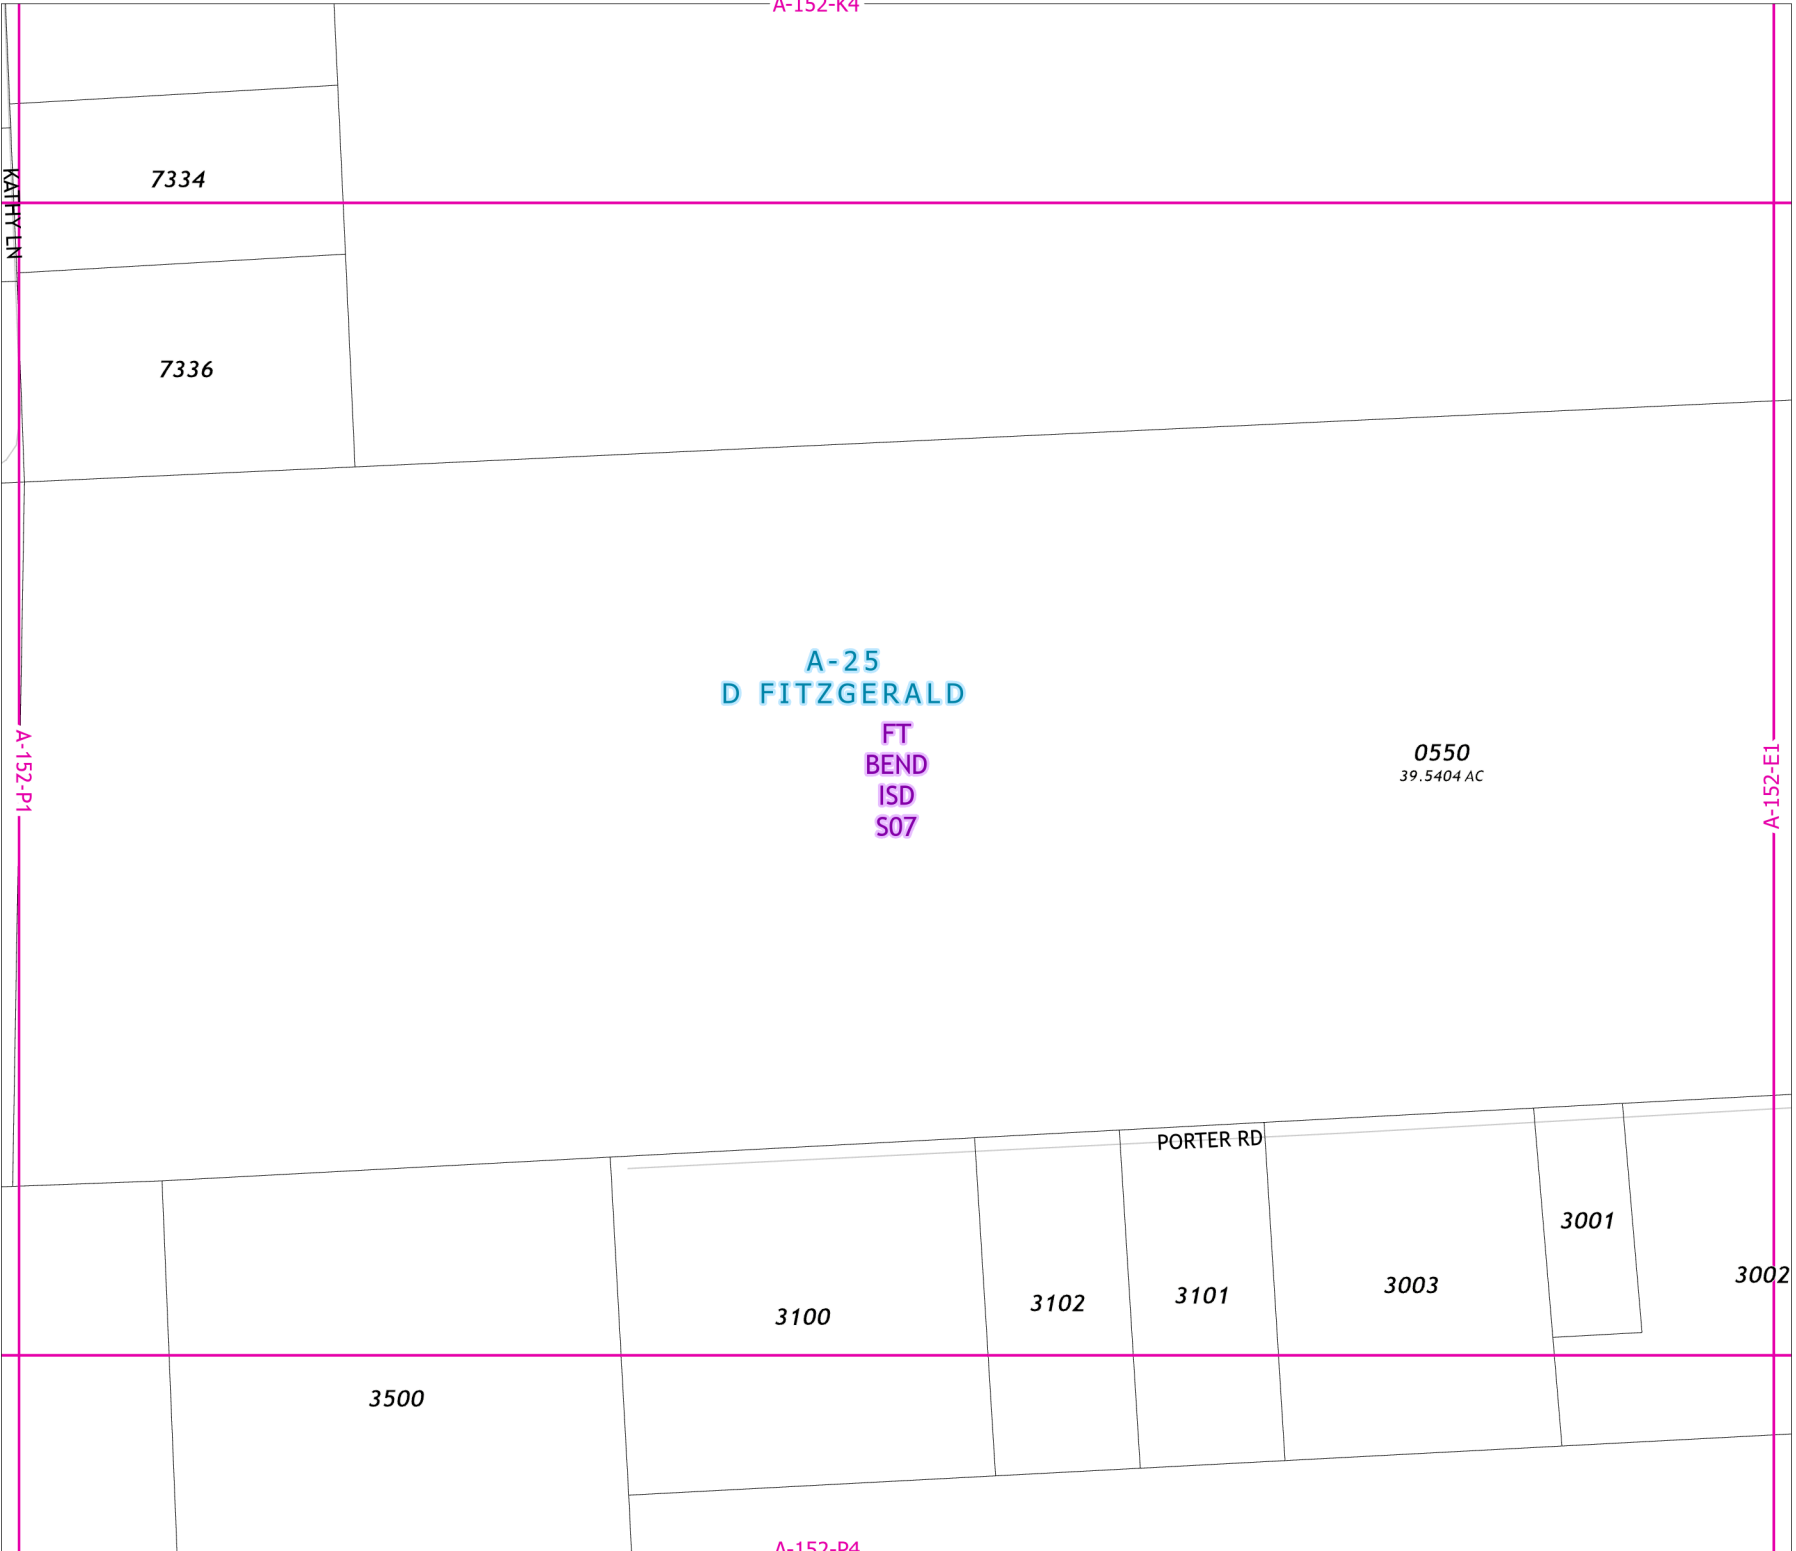 A-152-K4
7334
KATHY LN
7336
A-25
D FITZGERALD
FT
BEND
ISD
S07
0550
39.5404 AC
A-152-P1
A-152-E1
PORTER RD
3001
3002
3003
3101
3102
3100
3500
A-152-P4